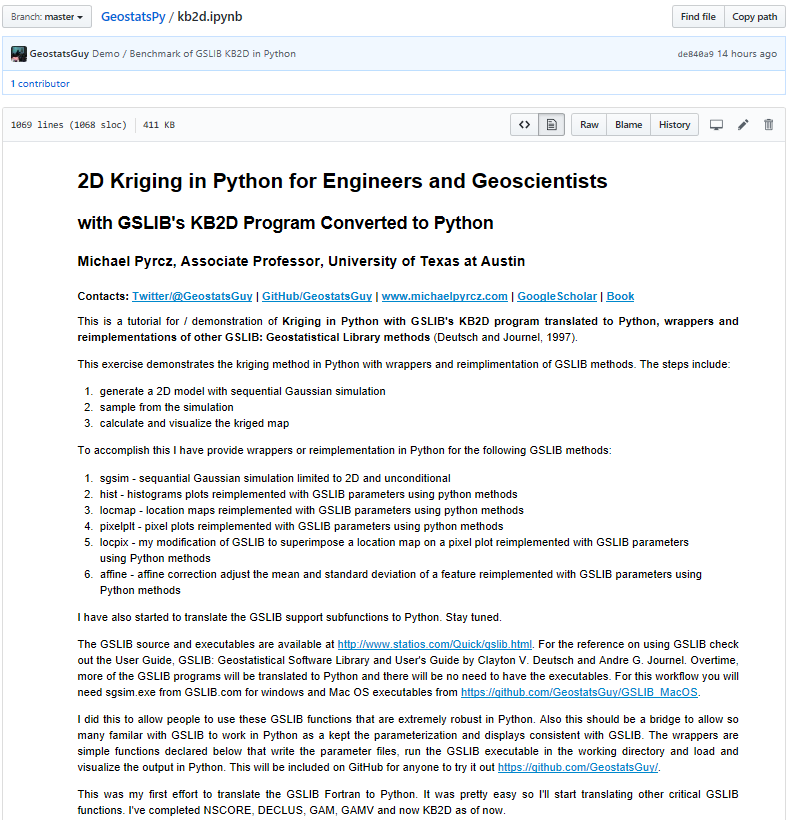 Branch: master GeostatsPy / kb2d.ipynb Find file Copy path
GeostatsGuy Demo / Benchmark of GSLIB KB2D in Python de840a9 14 hours ago
1 contributor
1069 lines (1068 sloc) 411 KB Raw Blame History
2D Kriging in Python for Engineers and Geoscientists
with GSLIB's KB2D Program Converted to Python
Michael Pyrcz, Associate Professor, University of Texas at Austin
Contacts: Twitter/@GeostatsGuy | GitHub/GeostatsGuy | www.michaelpyrcz.com | GoogleScholar | Book
This is a tutorial for / demonstration of Kriging in Python with GSLIB's KB2D program translated to Python, wrappers and
reimplementations of other GSLIB: Geostatistical Library methods (Deutsch and Journel, 1997).
This exercise demonstrates the kriging method in Python with wrappers and reimplimentation of GSLIB methods. The steps include:
1. generate a 2D model with sequential Gaussian simulation
2. sample from the simulation
3. calculate and visualize the kriged map
To accomplish this I have provide wrappers or reimplementation in Python for the following GSLIB methods:
1. sgsim - sequantial Gaussian simulation limited to 2D and unconditional
2. hist - histograms plots reimplemented with GSLIB parameters using python methods
3. locmap - location maps reimplemented with GSLIB parameters using python methods
4. pixelplt - pixel plots reimplemented with GSLIB parameters using python methods
5. locpix - my modification of GSLIB to superimpose a location map on a pixel plot reimplemented with GSLIB parameters
using Python methods
6. affine - affine correction adjust the mean and standard deviation of a feature reimplemented with GSLIB parameters using
Python methods
I have also started to translate the GSLIB support subfunctions to Python. Stay tuned.
The GSLIB source and executables are available at http://www.statios.com/Quick/gslib.html. For the reference on using GSLIB check
out the User Guide, GSLIB: Geostatistical Software Library and User's Guide by Clayton V. Deutsch and Andre G. Journel. Overtime,
more of the GSLIB programs will be translated to Python and there will be no need to have the executables. For this workflow you will
need sgsim.exe from GSLIB.com for windows and Mac OS executables from https://github.com/GeostatsGuy/GSLIB_MacOS.
I did this to allow people to use these GSLIB functions that are extremely robust in Python. Also this should be a bridge to allow so
many familar with GSLIB to work in Python as a kept the parameterization and displays consistent with GSLIB. The wrappers are
simple functions declared below that write the parameter files, run the GSLIB executable in the working directory and load and
visualize the output in Python. This will be included on GitHub for anyone to try it out https://github.com/GeostatsGuy/.
This was my first effort to translate the GSLIB Fortran to Python. It was pretty easy so I'll start translating other critical GSLIB
functions. I've completed NSCORE, DECLUS, GAM, GAMV and now KB2D as of now.